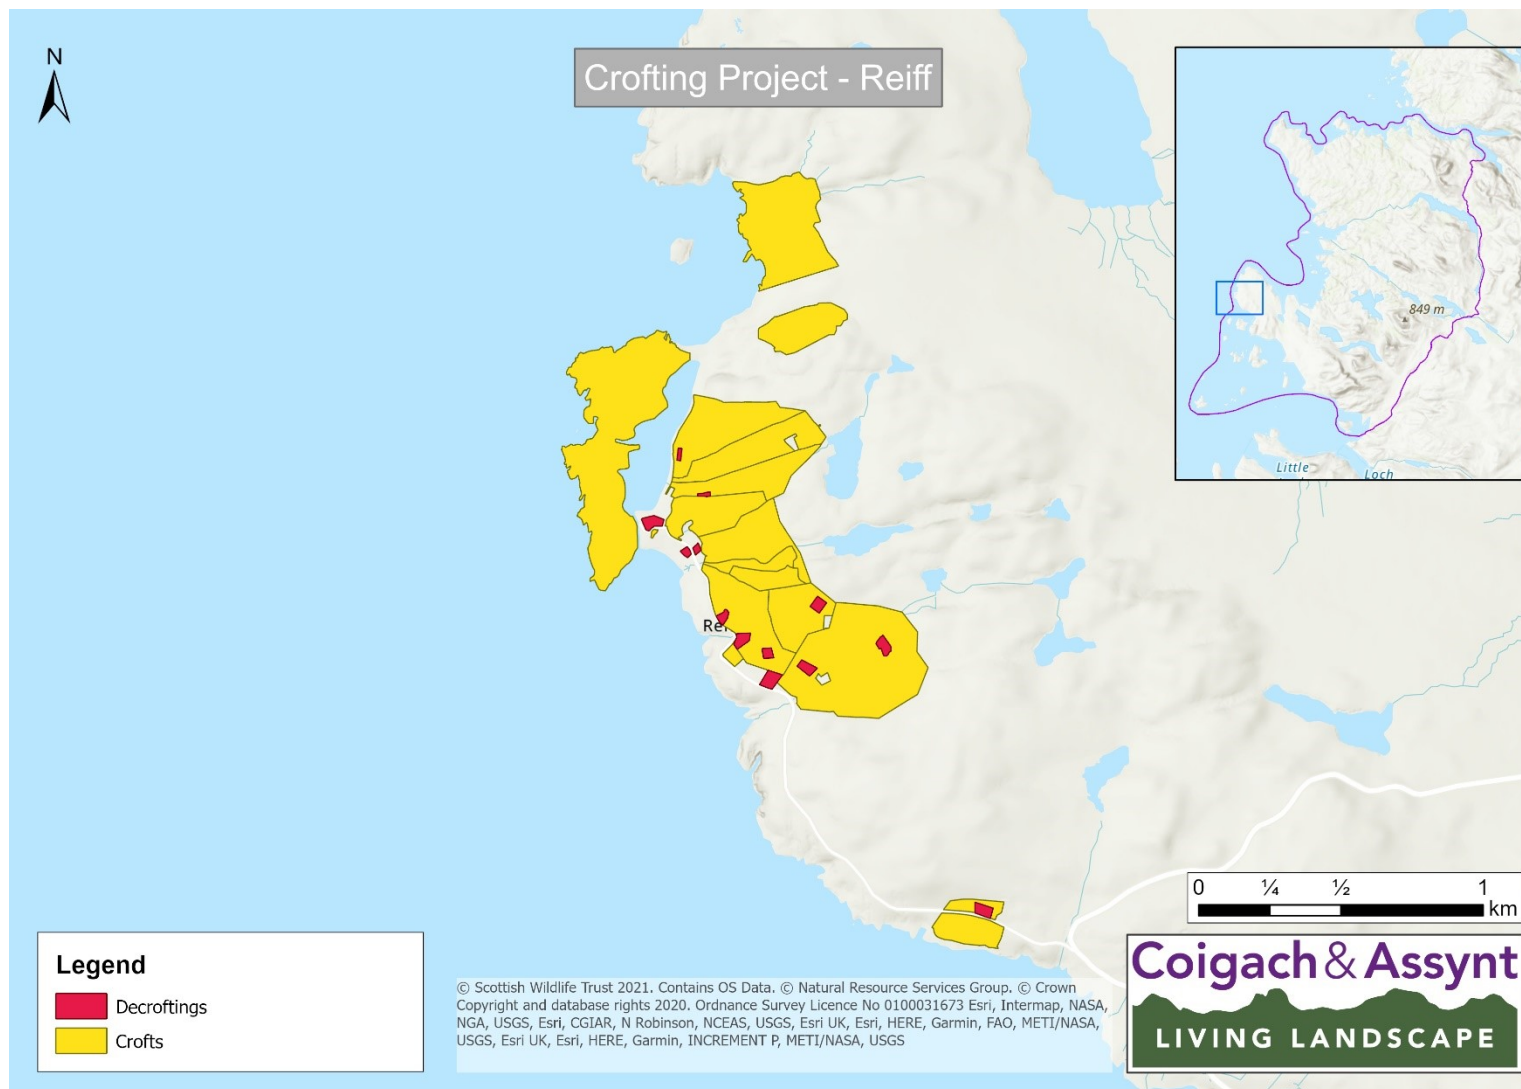 N
Crofting Project - Reiff
849 m
Little
Loch
Rei
0 ¼ ½ 1
km
Coigach & Assynt
LIVING LANDSCAPE
Legend
Decroftings
Crofts
© Scottish Wildlife Trust 2021. Contains OS Data. © Natural Resource Services Group. © Crown
Copyright and database rights 2020. Ordnance Survey Licence No 0100031673 Esri, Intermap, NASA,
NGA, USGS, Esri, CGIAR, N Robinson, NCEAS, USGS, Esri UK, Esri, HERE, Garmin, FAO, METI/NASA,
USGS, Esri UK, Esri, HERE, Garmin, INCREMENT P, METI/NASA, USGS